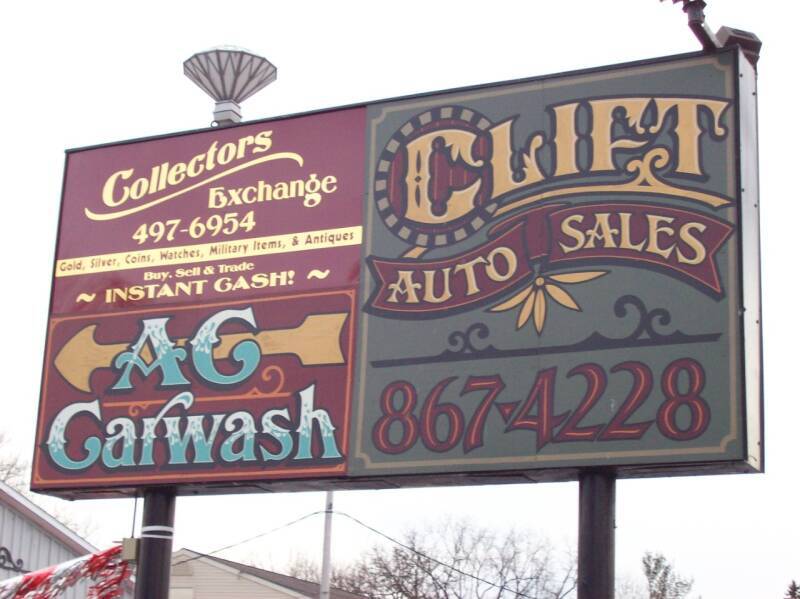 Collectors
Exchange
497-6954
Gold, Silver, Coins, Watches, Military Items, & Antiques
Buy, Sell & Trade
~ INSTANT CASH! ~
AC
Carwash
CLIFT
AUTO SALES
867-4228